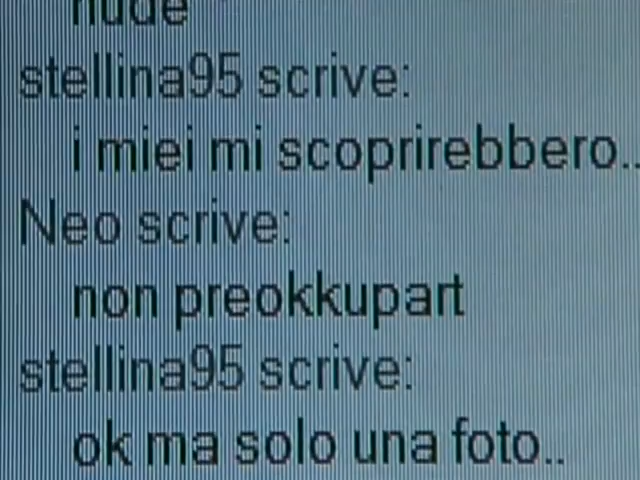 nude
stellina95 scrive:
i miei mi scoprirebbero..
Neo scrive:
non preokkupart
stellina95 scrive:
ok ma solo una foto..